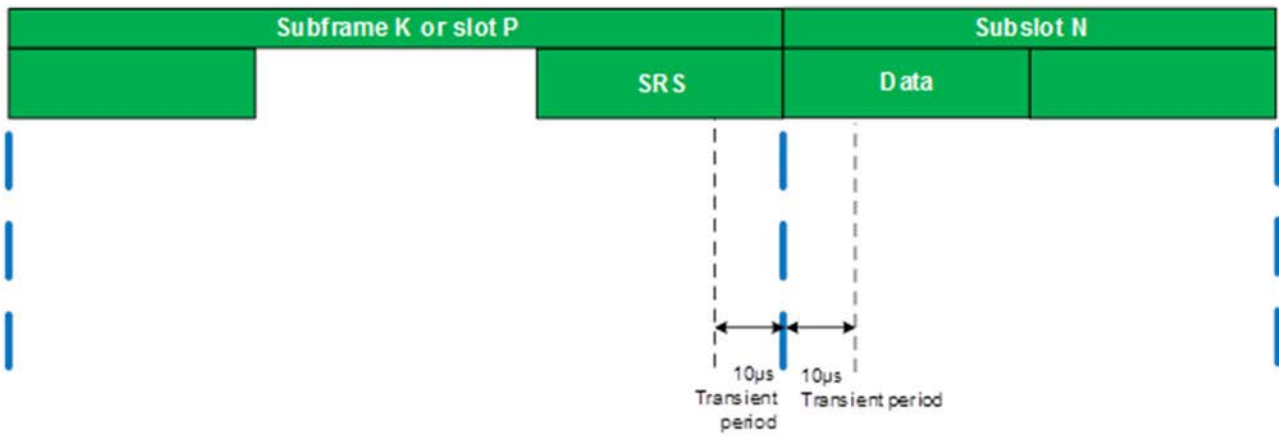 Subframe K or slot P
Subslot N
SRS
Data
10µs
Transient
period
10µs
Transient period